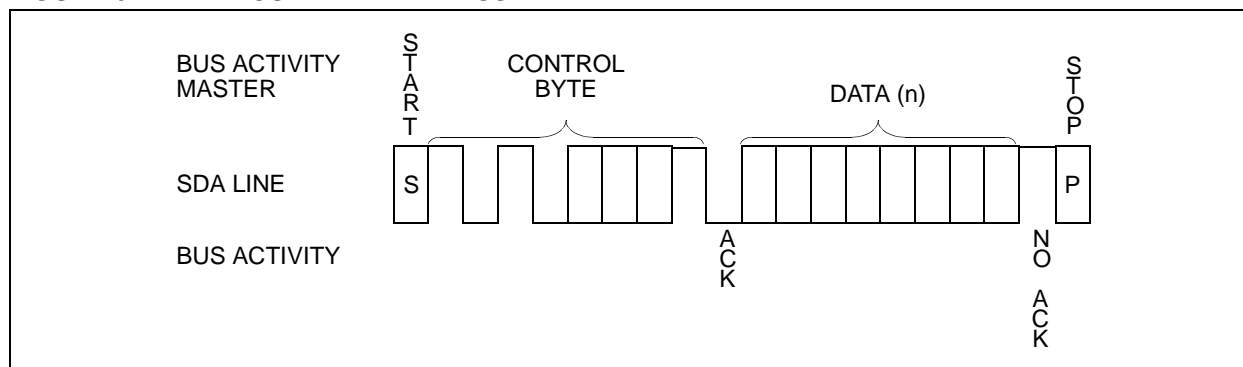 BUS ACTIVITY
MASTER
START
CONTROL
BYTE
DATA (n)
STOP
SDA LINE
S
P
BUS ACTIVITY
ACK
NO ACK